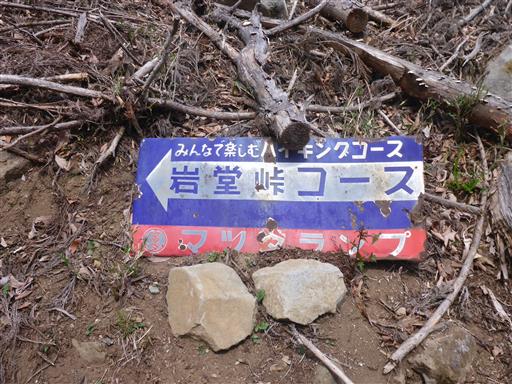 みんなで楽しむハイキングコース
岩堂峠コース
マツダランプ